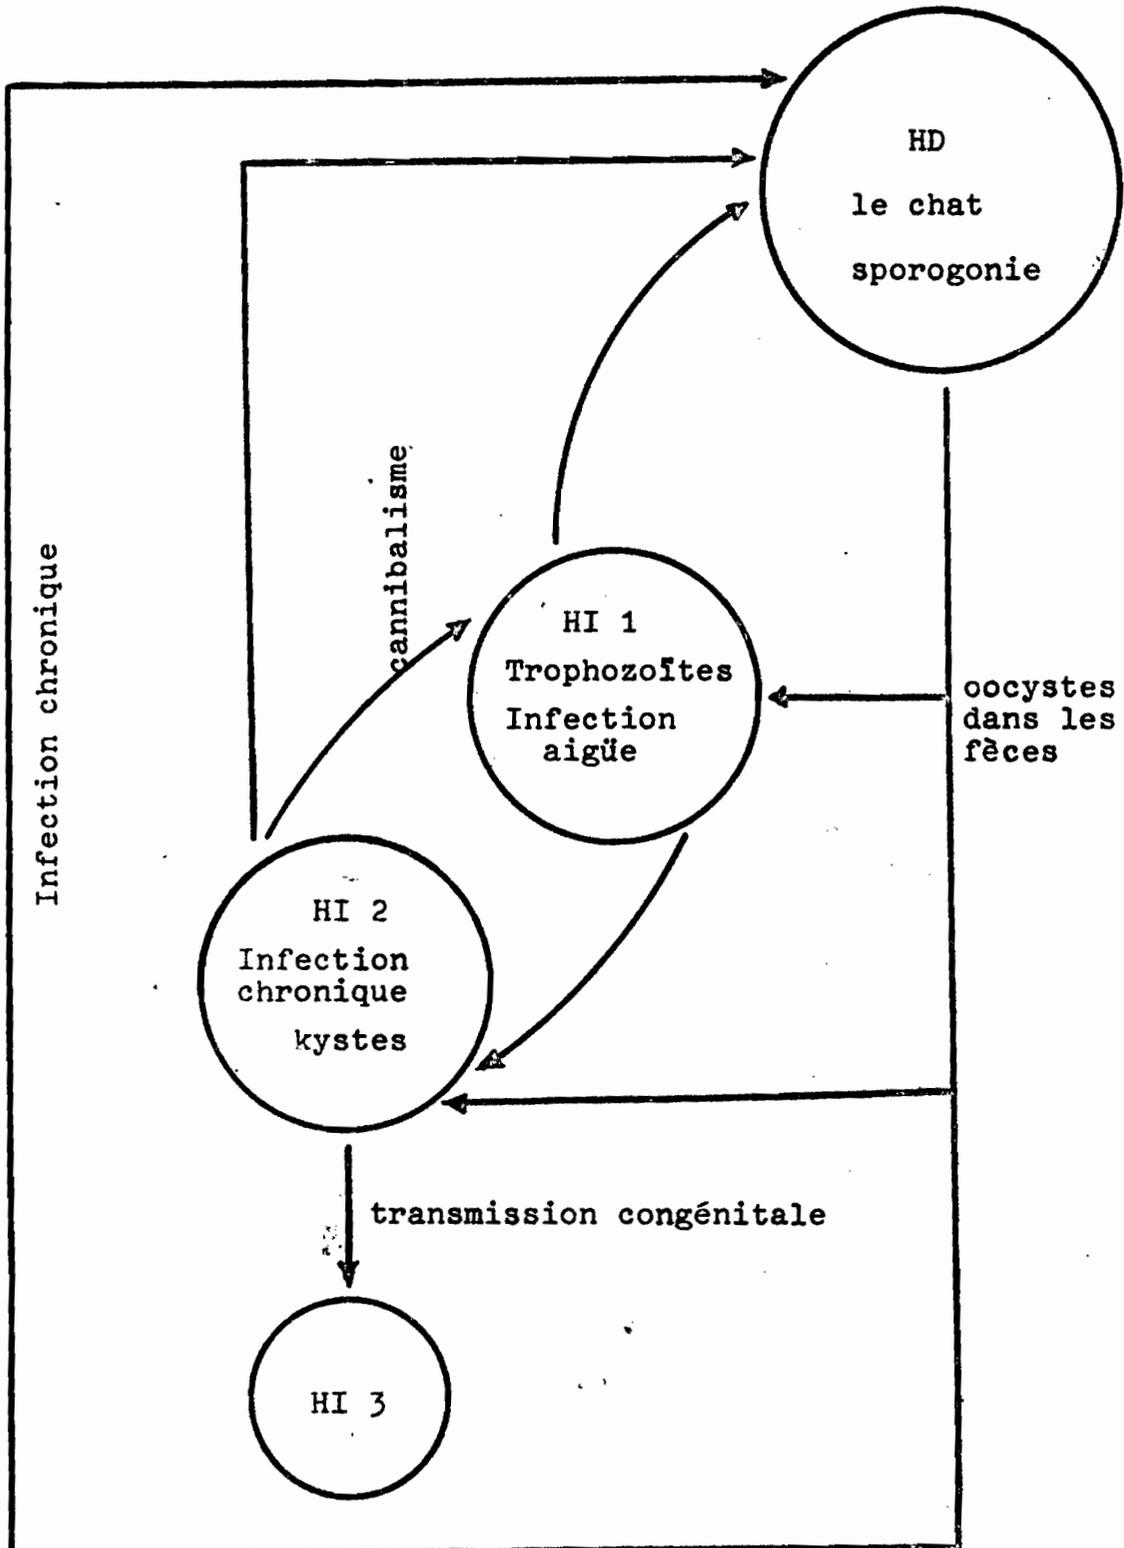 HD
le chat
sporogonie
cannibalisme
Infection chronique
HI 1
Trophozoïtes
Infection
aigüe
oocystes
dans les
fèces
HI 2
Infection
chronique
kystes
transmission congénitale
HI 3